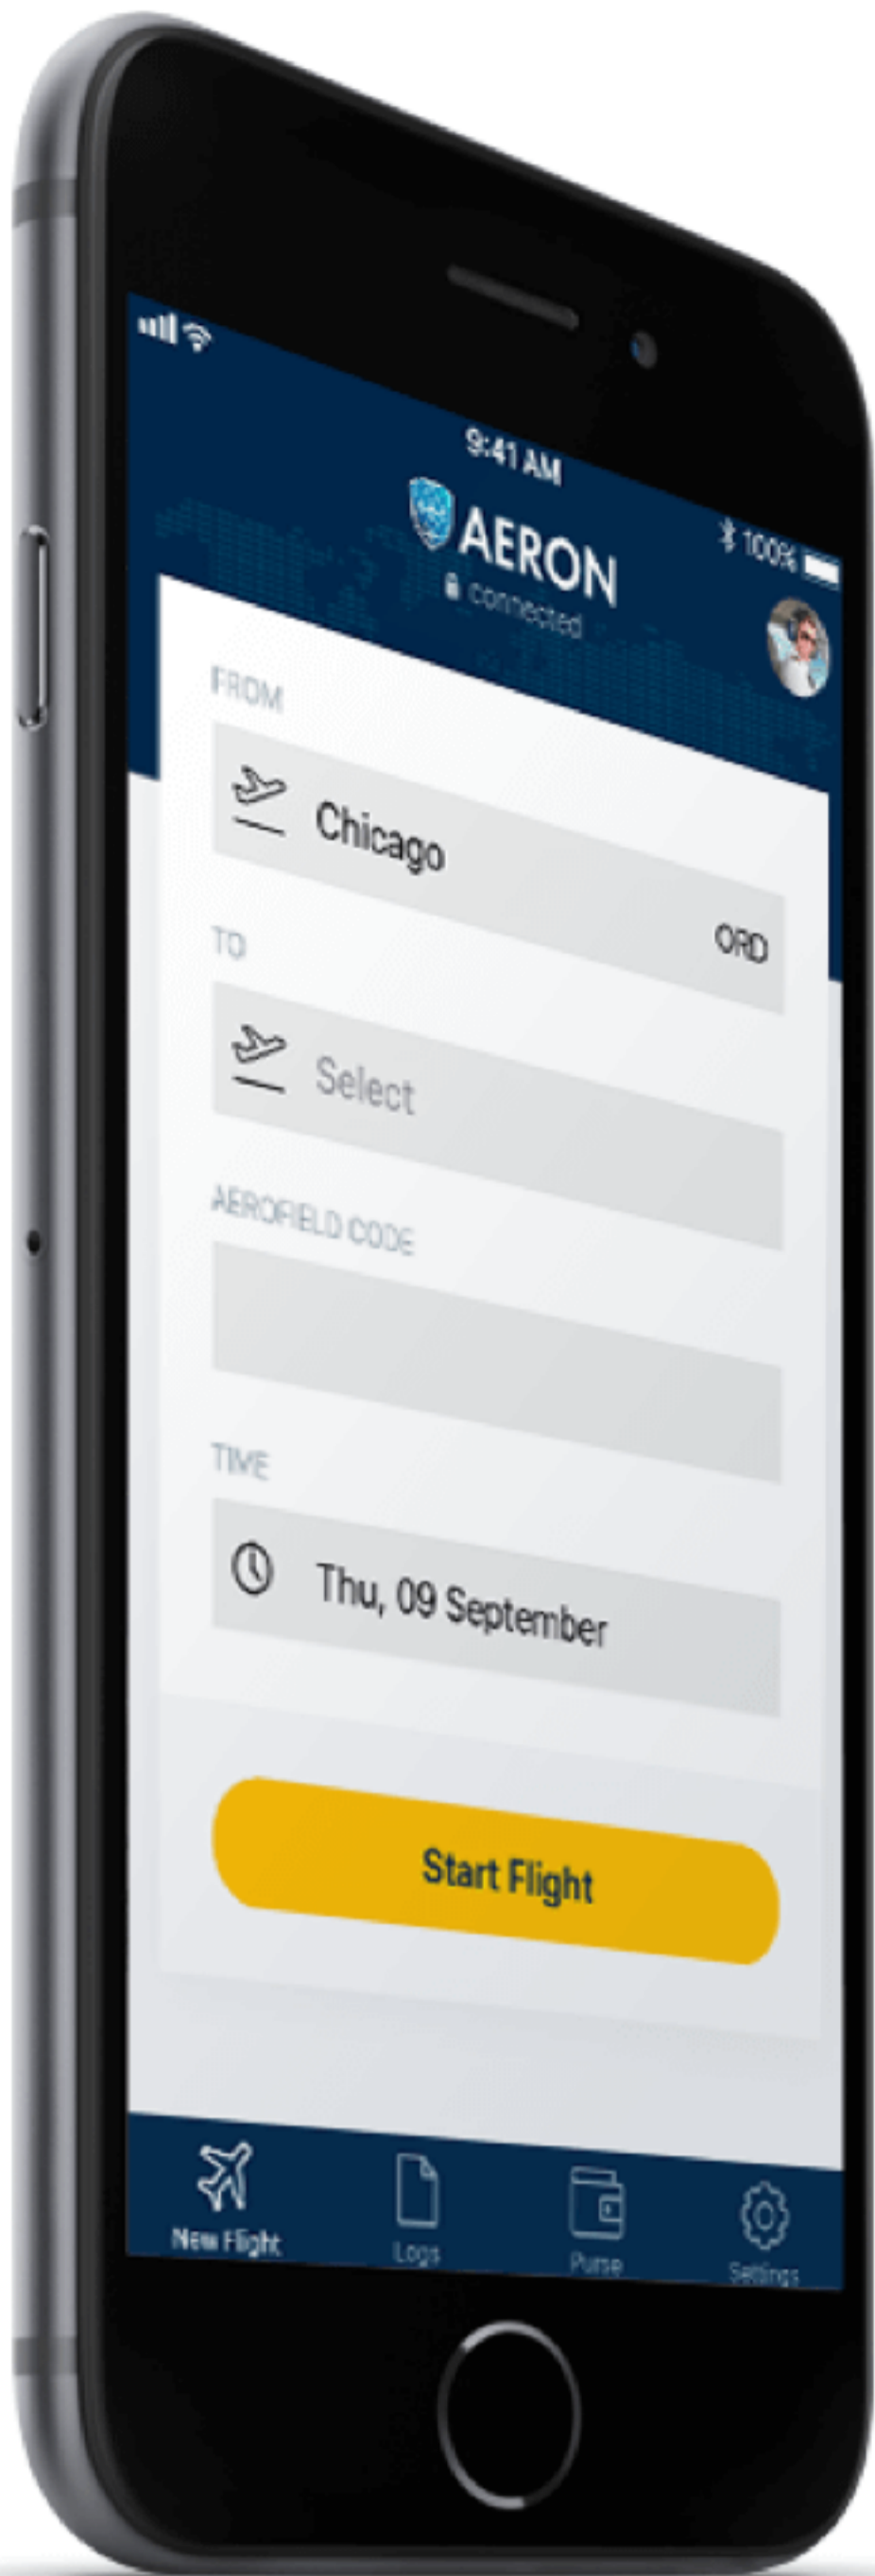 9:41 AM
100%
AERON
connected
FROM
Chicago
ORD
TO
Select
AEROFIELD CODE
TIME
Thu, 09 September
Start Flight
New Flight
Logs
Purse
Settings